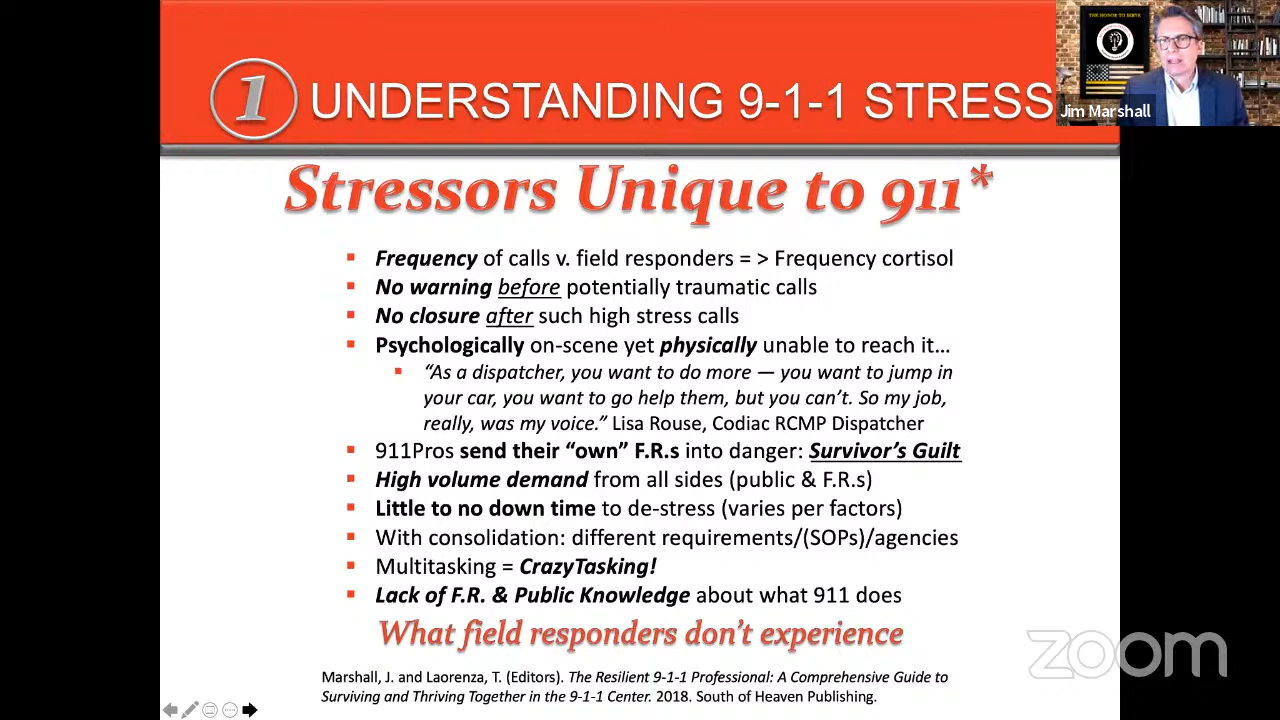 1 UNDERSTANDING 9-1-1 STRESS
THE HONOR TO SERVE
Jim Marshall
Stressors Unique to 911*
▪ Frequency of calls v. field responders = > Frequency cortisol
▪ No warning before potentially traumatic calls
▪ No closure after such high stress calls
▪ Psychologically on-scene yet physically unable to reach it…
▪ “As a dispatcher, you want to do more — you want to jump in
your car, you want to go help them, but you can’t. So my job,
really, was my voice.” Lisa Rouse, Codiac RCMP Dispatcher
▪ 911Pros send their “own” F.R.s into danger: Survivor’s Guilt
▪ High volume demand from all sides (public & F.R.s)
▪ Little to no down time to de-stress (varies per factors)
▪ With consolidation: different requirements/(SOPs)/agencies
▪ Multitasking = CrazyTasking!
▪ Lack of F.R. & Public Knowledge about what 911 does
What field responders don’t experience
zoom
Marshall, J. and Laorenza, T. (Editors). The Resilient 9-1-1 Professional: A Comprehensive Guide to
Surviving and Thriving Together in the 9-1-1 Center. 2018. South of Heaven Publishing.